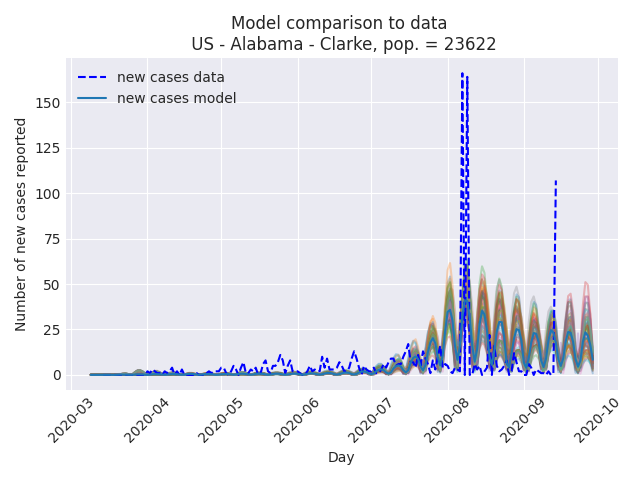 Model comparison to data
US - Alabama - Clarke, pop. = 23622
new cases data
new cases model
Number of new cases reported
150
125
100
75
50
25
0
2020-03
2020-04
2020-05
2020-06
2020-07
2020-08
2020-09
2020-10
Day